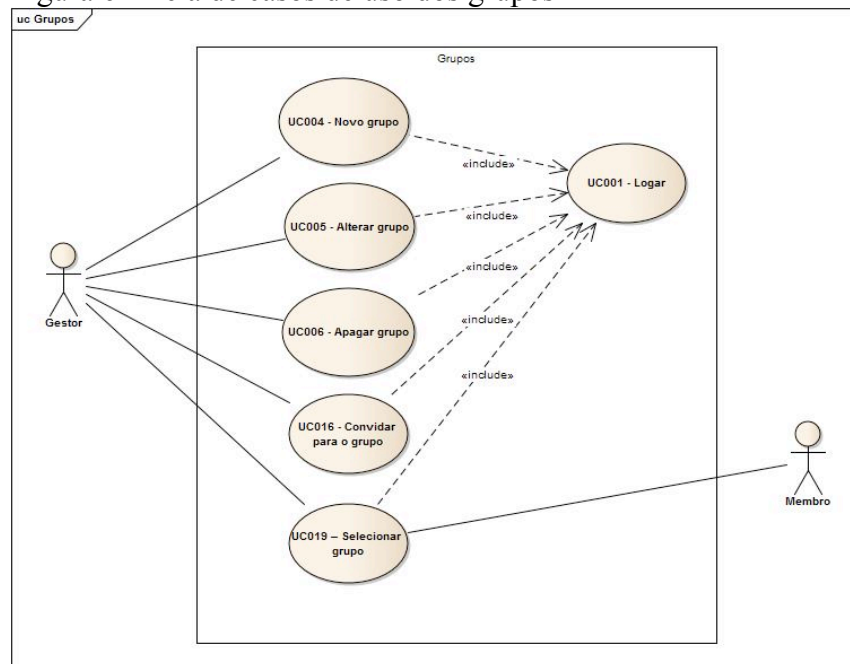 uc Grupos
Grupos
UC004 - Novo grupo
«include»
UC001 - Logar
UC005 - Alterar grupo
«include»
«include»
Gestor
UC006 - Apagar grupo
«include»
«include»
UC016 - Convidar
para o grupo
Membro
UC019 – Selecionar
grupo